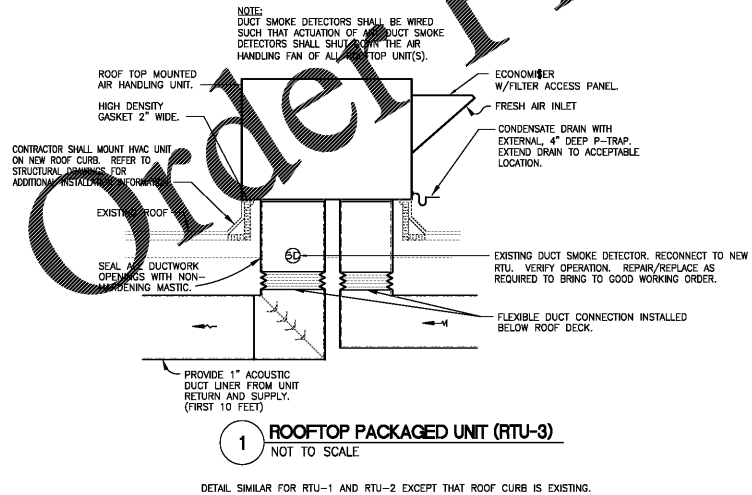 NOTE:
DUCT SMOKE DETECTORS SHALL BE WIRED
SUCH THAT ACTUATION OF ANY DUCT SMOKE
DETECTORS SHALL SHUT DOWN THE AIR
HANDLING FAN OF ALL ROOFTOP UNIT(S).
ROOF TOP MOUNTED
AIR HANDLING UNIT.
HIGH DENSITY
GASKET 2" WIDE.
CONTRACTOR SHALL MOUNT HVAC UNIT
ON NEW ROOF CURB. REFER TO
STRUCTURAL DRAWINGS FOR
ADDITIONAL INSTALLATION INFORMATION
EXISTING ROOF
SEAL ALL DUCTWORK
OPENINGS WITH NON-
HARDENING MASTIC.
ECONOMISER
W/FILTER ACCESS PANEL.
FRESH AIR INLET
CONDENSATE DRAIN WITH
EXTERNAL, 4" DEEP P-TRAP.
EXTEND DRAIN TO ACCEPTABLE
LOCATION.
SD
EXISTING DUCT SMOKE DETECTOR. RECONNECT TO NEW
RTU. VERIFY OPERATION. REPAIR/REPLACE AS
REQUIRED TO BRING TO GOOD WORKING ORDER.
FLEXIBLE DUCT CONNECTION INSTALLED
BELOW ROOF DECK.
PROVIDE 1" ACOUSTIC
DUCT LINER FROM UNIT
RETURN AND SUPPLY.
(FIRST 10 FEET)
1 ROOFTOP PACKAGED UNIT (RTU-3)
NOT TO SCALE
DETAIL SIMILAR FOR RTU-1 AND RTU-2 EXCEPT THAT ROOF CURB IS EXISTING.
Order